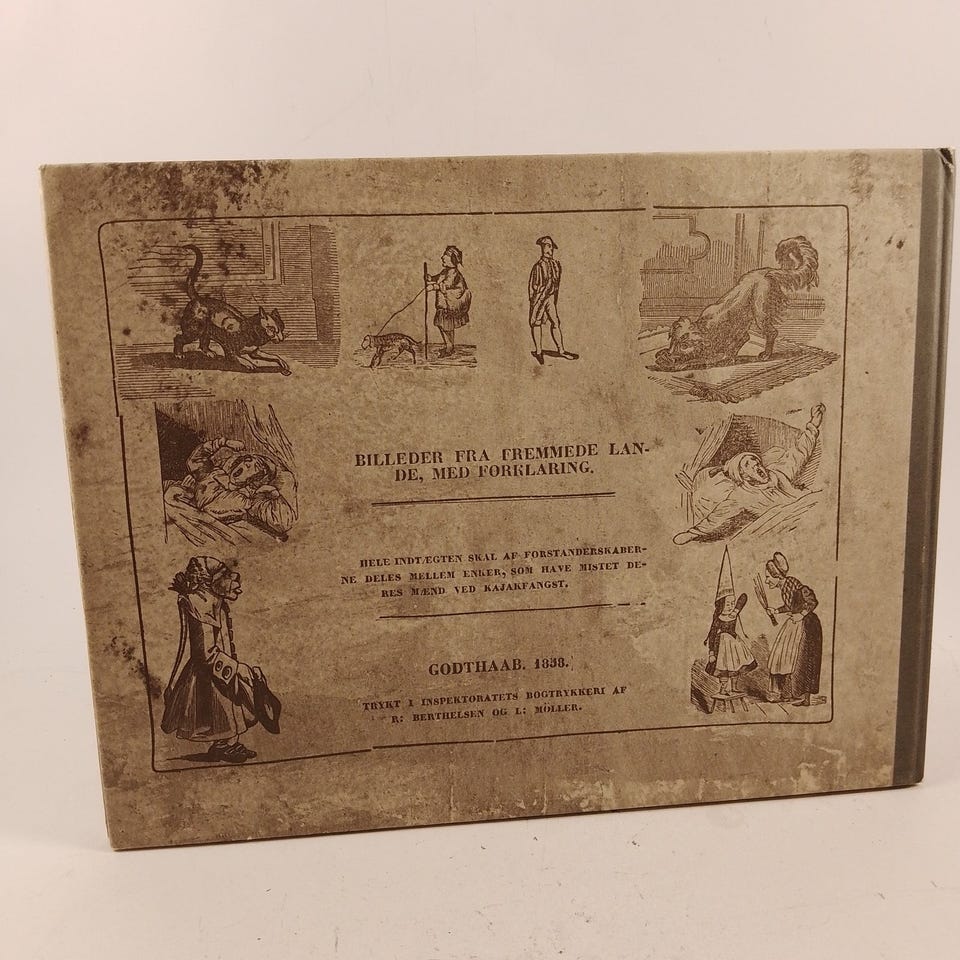 BILLEDER FRA FREMMEDE LAN-
DE, MED FORKLARING.
HELE INDTÆGTEN SKAL AF FORSTANDERSKABER-
NE DELES MELLEM ENKER, SOM HAVE MISTET DE-
RES MÆND VED KAJAKFANGST.
GODTHAAB. 1858.
TRYKT I INSPEKTORATETS BOGTRYKKERI AF
R: BERTHELSEN OG L: MÖLLER.